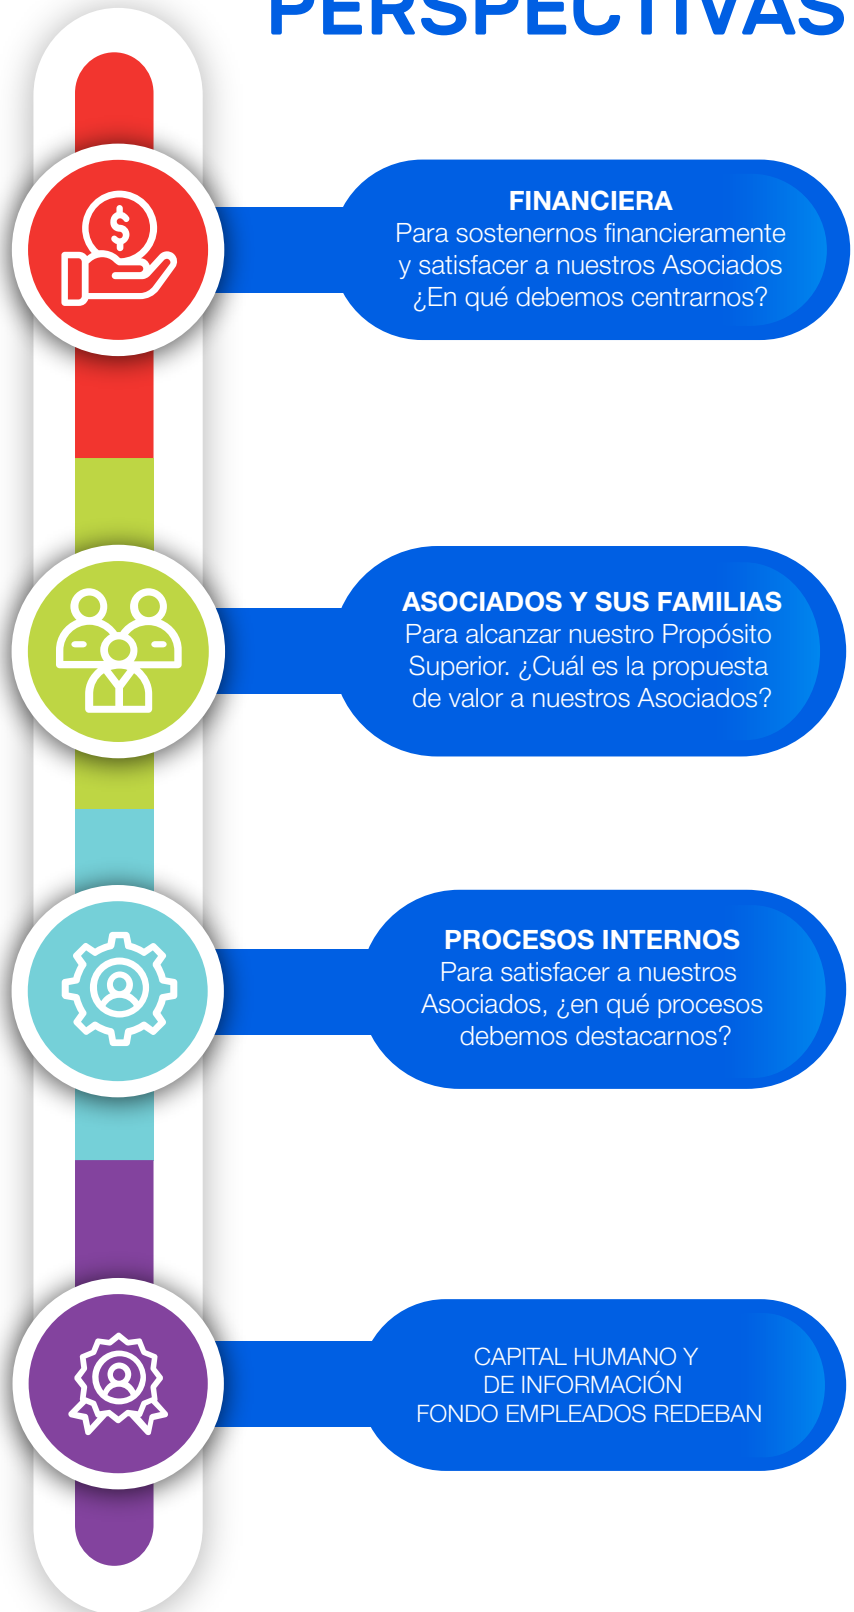 PERSPECTIVAS
FINANCIERA
Para sostenernos financieramente
y satisfacer a nuestros Asociados
¿En qué debemos centrarnos?
ASOCIADOS Y SUS FAMILIAS
Para alcanzar nuestro Propósito
Superior. ¿Cuál es la propuesta
de valor a nuestros Asociados?
PROCESOS INTERNOS
Para satisfacer a nuestros
Asociados, ¿en qué procesos
debemos destacarnos?
CAPITAL HUMANO Y
DE INFORMACIÓN
FONDO EMPLEADOS REDEBAN